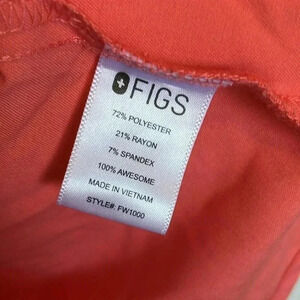 FIGS
72% POLYESTER
21% RAYON
7% SPANDEX
100% AWESOME
MADE IN VIETNAM
STYLE#: FW1000